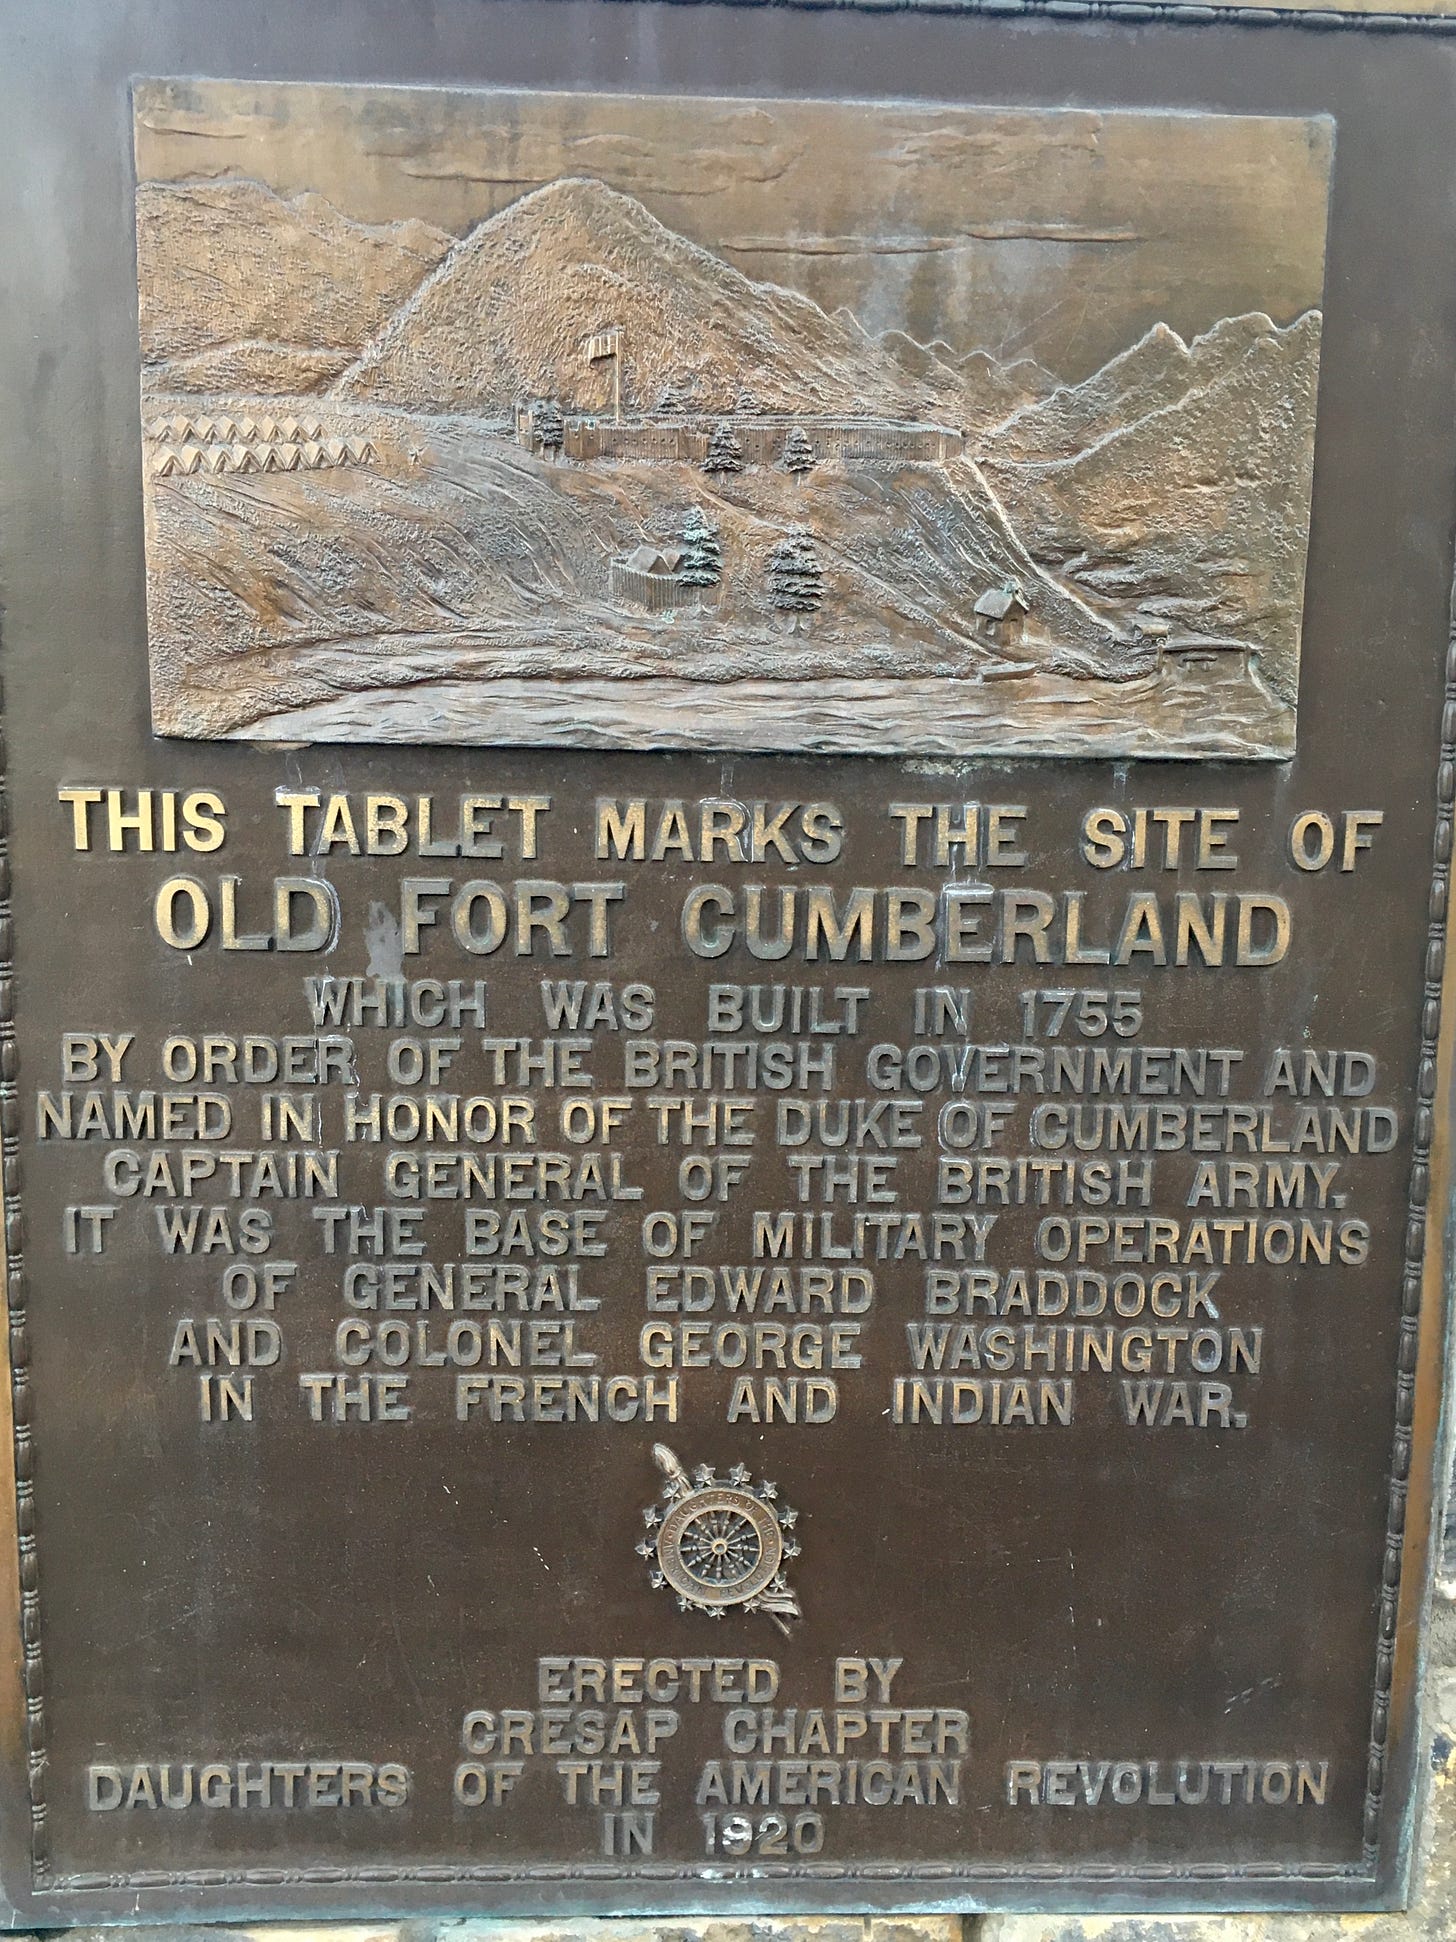 THIS TABLET MARKS THE SITE OF
OLD FORT CUMBERLAND
WHICH WAS BUILT IN 1755
BY ORDER OF THE BRITISH GOVERNMENT AND
NAMED IN HONOR OF THE DUKE OF CUMBERLAND
CAPTAIN GENERAL OF THE BRITISH ARMY.
IT WAS THE BASE OF MILITARY OPERATIONS
OF GENERAL EDWARD BRADDOCK
AND COLONEL GEORGE WASHINGTON
IN THE FRENCH AND INDIAN WAR.
DAUGHTERS OF THE
ERECTED BY
CRESAP CHAPTER
DAUGHTERS OF THE AMERICAN REVOLUTION
IN 1920